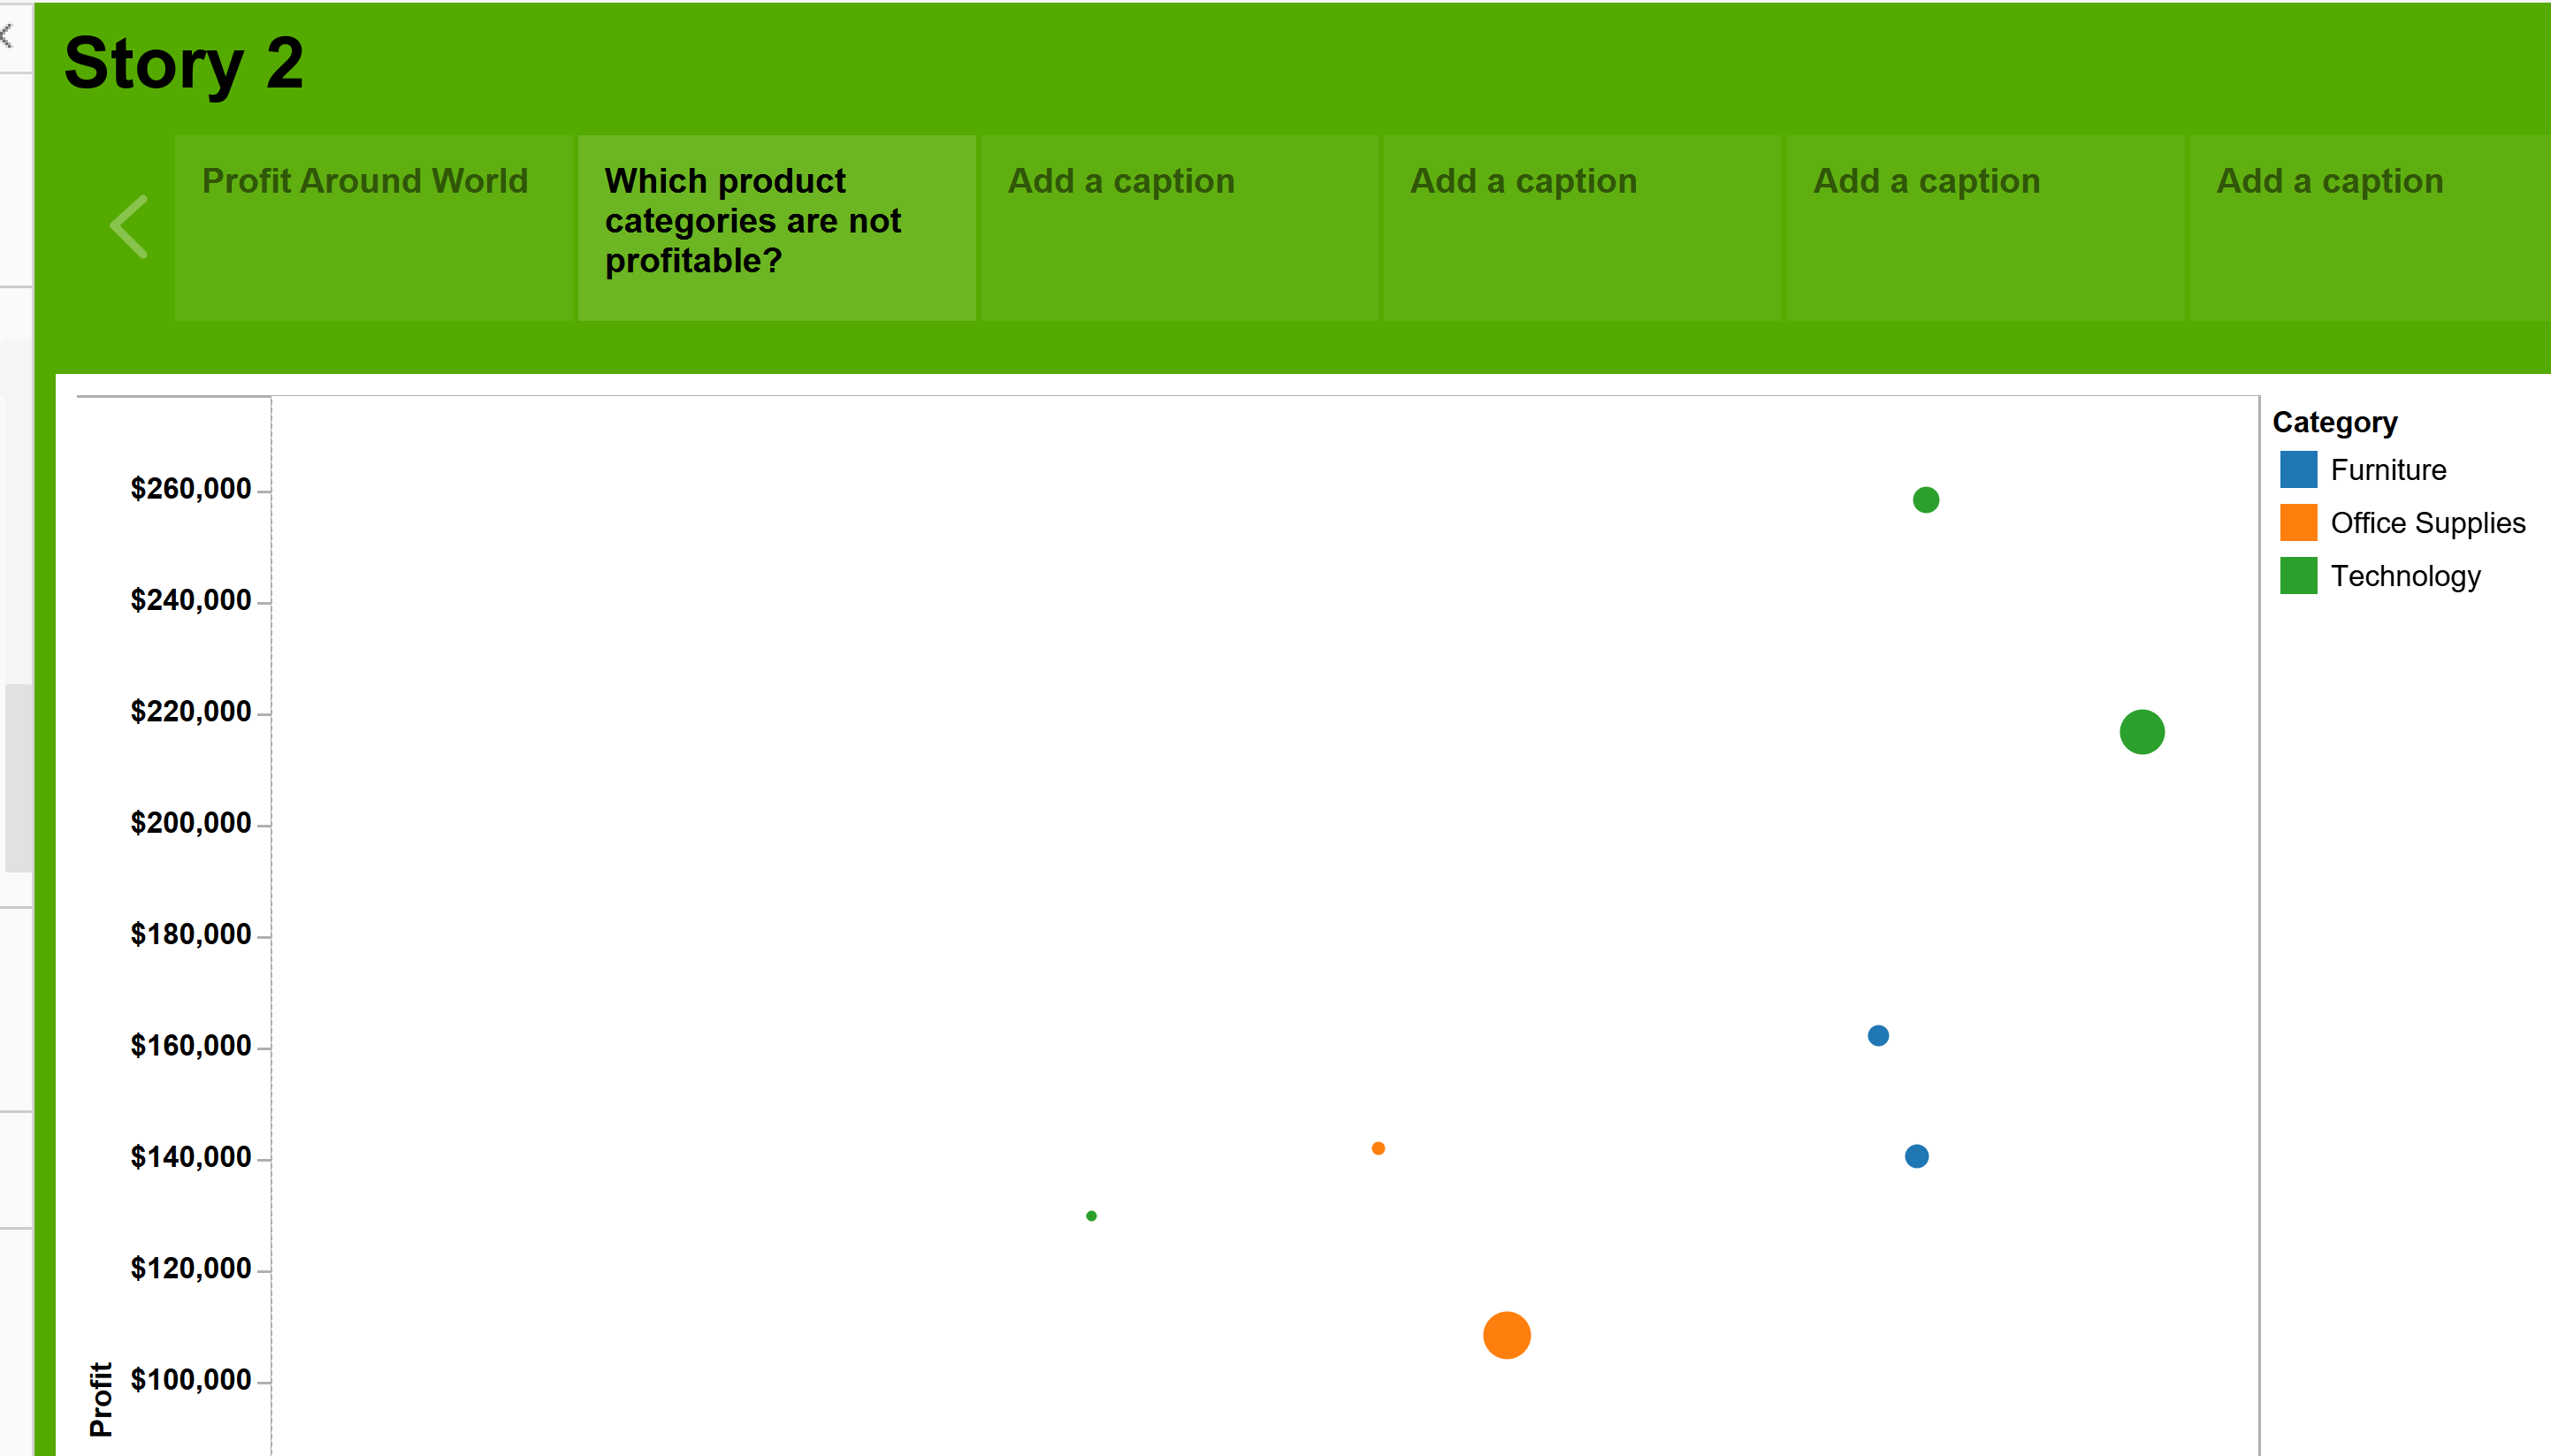 Story 2
Profit Around World
Which product
categories are not
profitable?
Add a caption
Add a caption
Add a caption
Add a caption
Category
Furniture
Office Supplies
Technology
$260,000
$240,000
$220,000
$200,000
$180,000
$160,000
$140,000
$120,000
$100,000
Profit